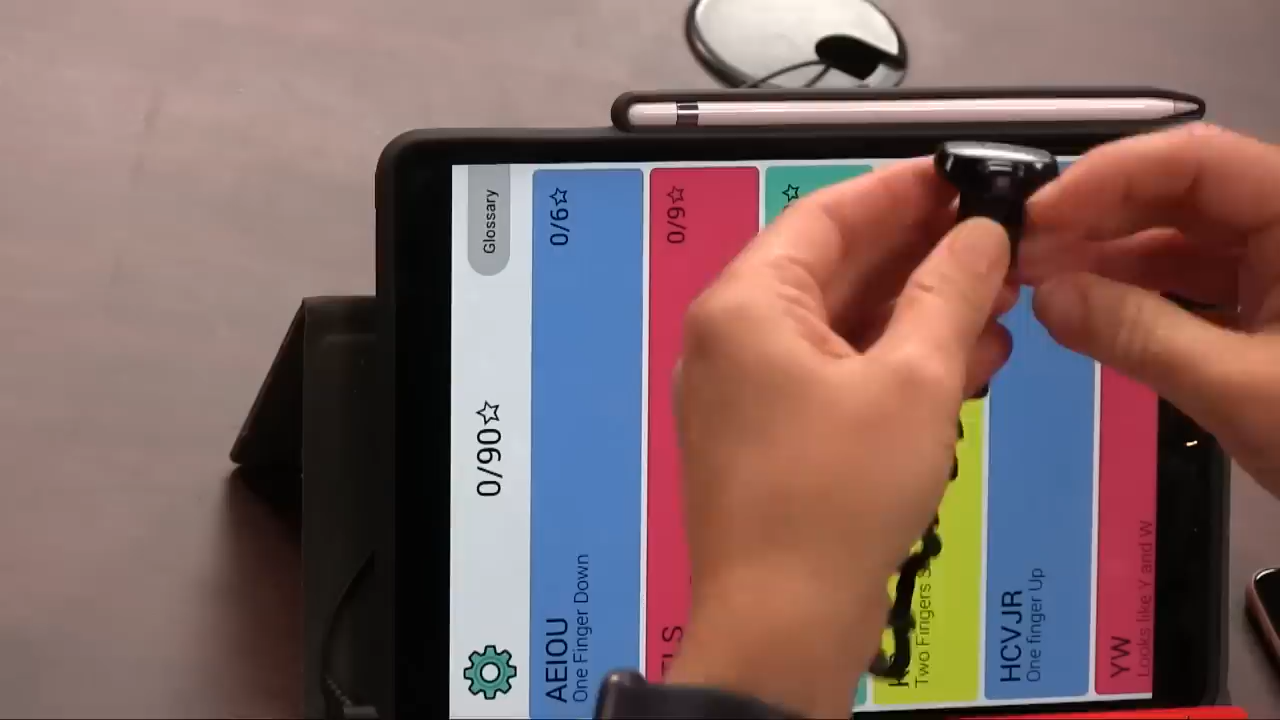 0/90☆
Glossary
AEIOU
One Finger Down
0/6☆
0/9☆
Two Fingers
HCVJR
One finger Up
YW
Looks like Y and W